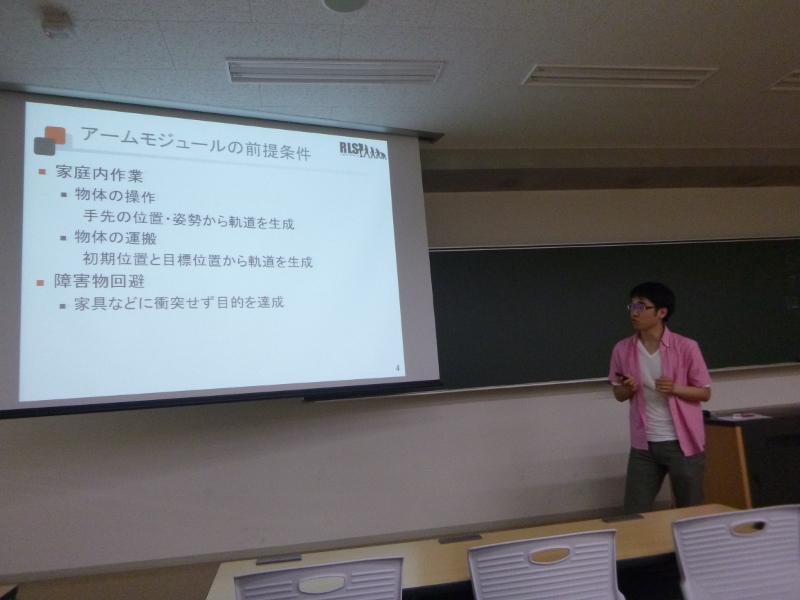 アームモジュールの前提条件
RLSP
家庭内作業
物体の操作
手先の位置・姿勢から軌道を生成
物体の運搬
初期位置と目標位置から軌道を生成
障害物回避
家具などに衝突せず目的を達成
4